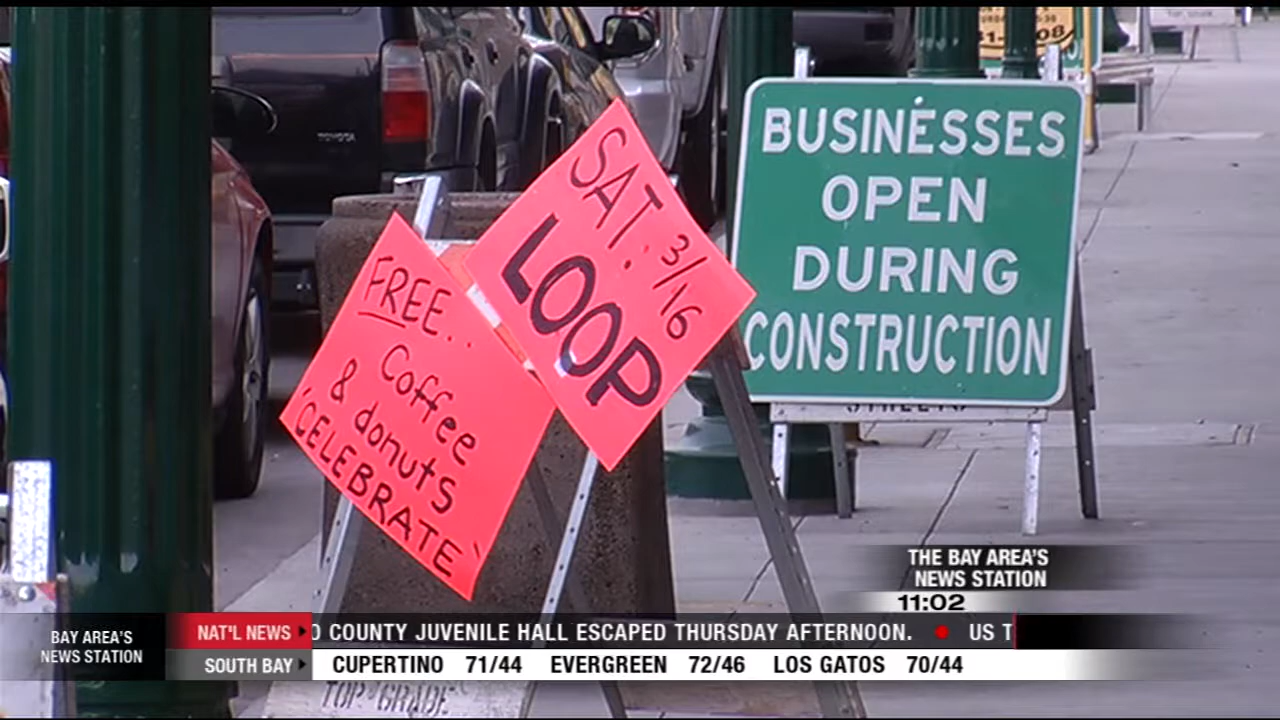 TOYOTA
SAT. 3/16
LOOP
FREE..
Coffee
& donuts
'CELEBRATE'
BUSINESSES
OPEN
DURING
CONSTRUCTION
THE BAY AREA'S
NEWS STATION
11:02
BAY AREA'S
NEWS STATION
NAT'L NEWS
O COUNTY JUVENILE HALL ESCAPED THURSDAY AFTERNOON. US T
SOUTH BAY
CUPERTINO 71/44 EVERGREEN 72/46 LOS GATOS 70/44
TOP GRADE